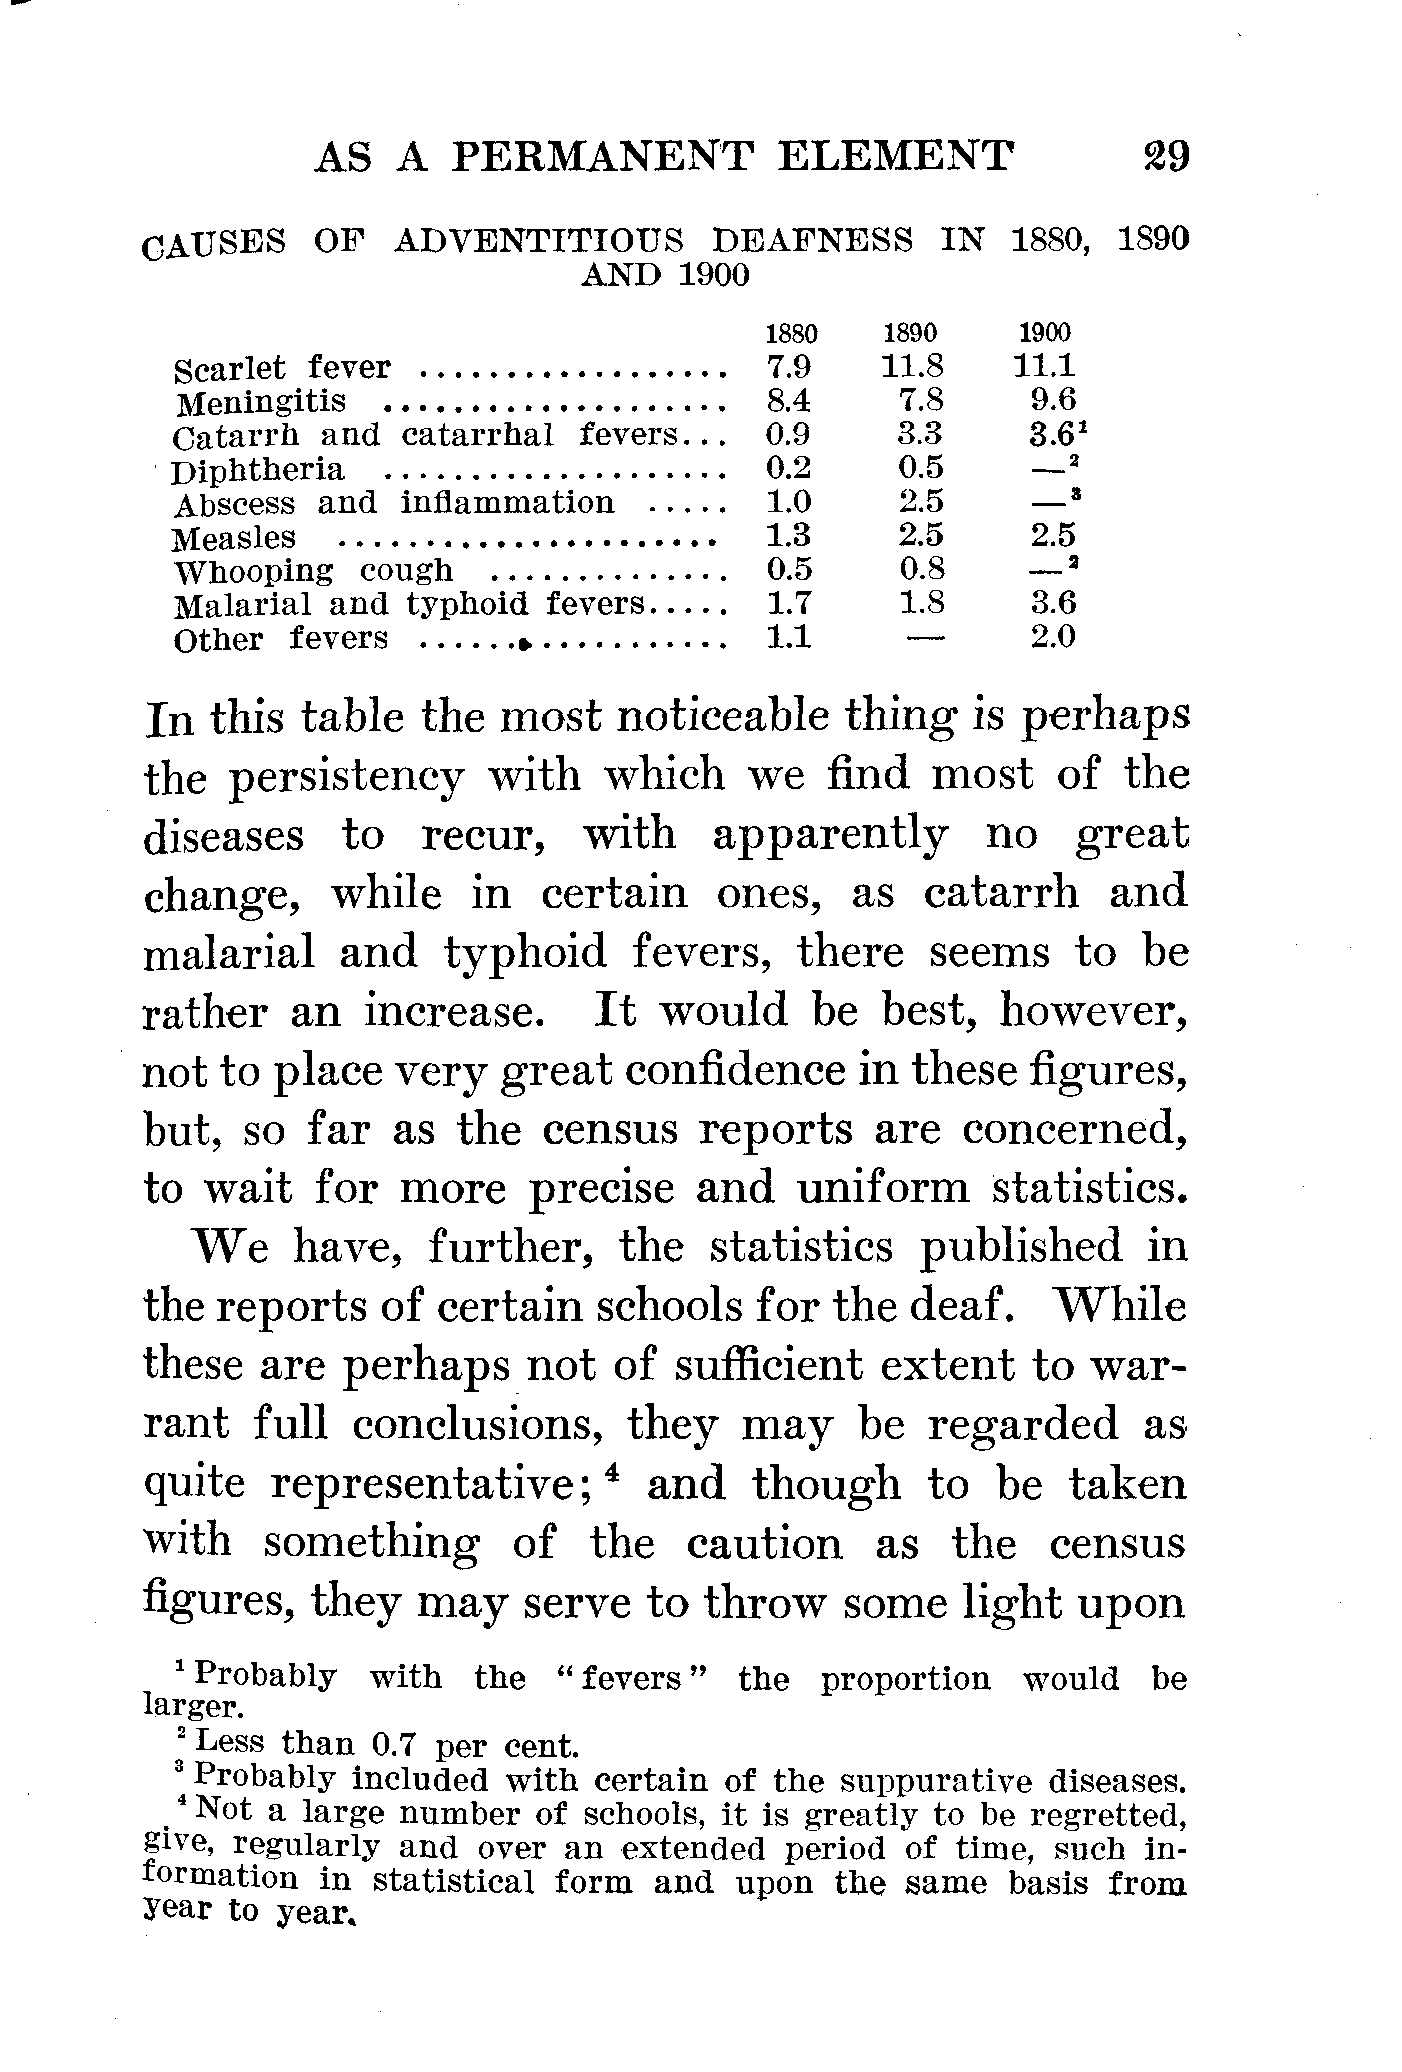 AS A PERMANENT ELEMENT 29
CAUSES OF ADVENTITIOUS DEAFNESS IN 1880, 1890
AND 1900
1880 1890 1900
Scarlet fever .................. 7.9 11.8 11.1
Meningitis .................... 8.4 7.8 9.6
Catarrh and catarrhal fevers... 0.9 3.3 3.6¹
Diphtheria .................... 0.2 0.5 —²
Abscess and inflammation ..... 1.0 2.5 —³
Measles ...................... 1.3 2.5 2.5
Whooping cough .............. 0.5 0.8 —²
Malarial and typhoid fevers..... 1.7 1.8 3.6
Other fevers .................. 1.1 — 2.0
In this table the most noticeable thing is perhaps
the persistency with which we find most of the
diseases to recur, with apparently no great
change, while in certain ones, as catarrh and
malarial and typhoid fevers, there seems to be
rather an increase. It would be best, however,
not to place very great confidence in these figures,
but, so far as the census reports are concerned,
to wait for more precise and uniform statistics.
We have, further, the statistics published in
the reports of certain schools for the deaf. While
these are perhaps not of sufficient extent to war-
rant full conclusions, they may be regarded as
quite representative; ⁴ and though to be taken
with something of the caution as the census
figures, they may serve to throw some light upon
¹ Probably with the "fevers" the proportion would be
larger.
² Less than 0.7 per cent.
³ Probably included with certain of the suppurative diseases.
⁴ Not a large number of schools, it is greatly to be regretted,
give, regularly and over an extended period of time, such in-
formation in statistical form and upon the same basis from
year to year.